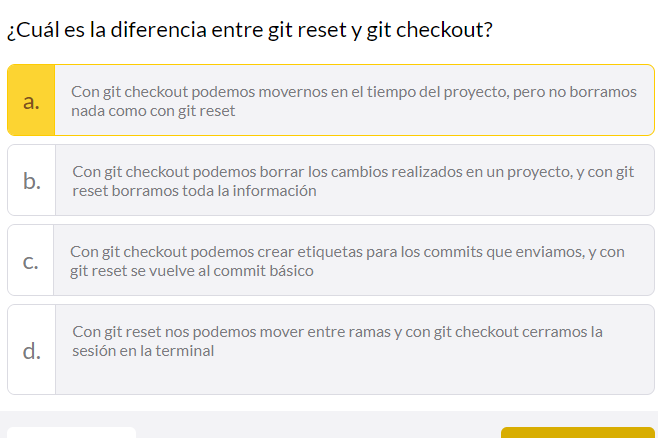 ¿Cuál es la diferencia entre git reset y git checkout?
a.
Con git checkout podemos movernos en el tiempo del proyecto, pero no borramos
nada como con git reset
b.
Con git checkout podemos borrar los cambios realizados en un proyecto, y con git
reset borramos toda la información
c.
Con git checkout podemos crear etiquetas para los commits que enviamos, y con
git reset se vuelve al commit básico
d.
Con git reset nos podemos mover entre ramas y con git checkout cerramos la
sesión en la terminal